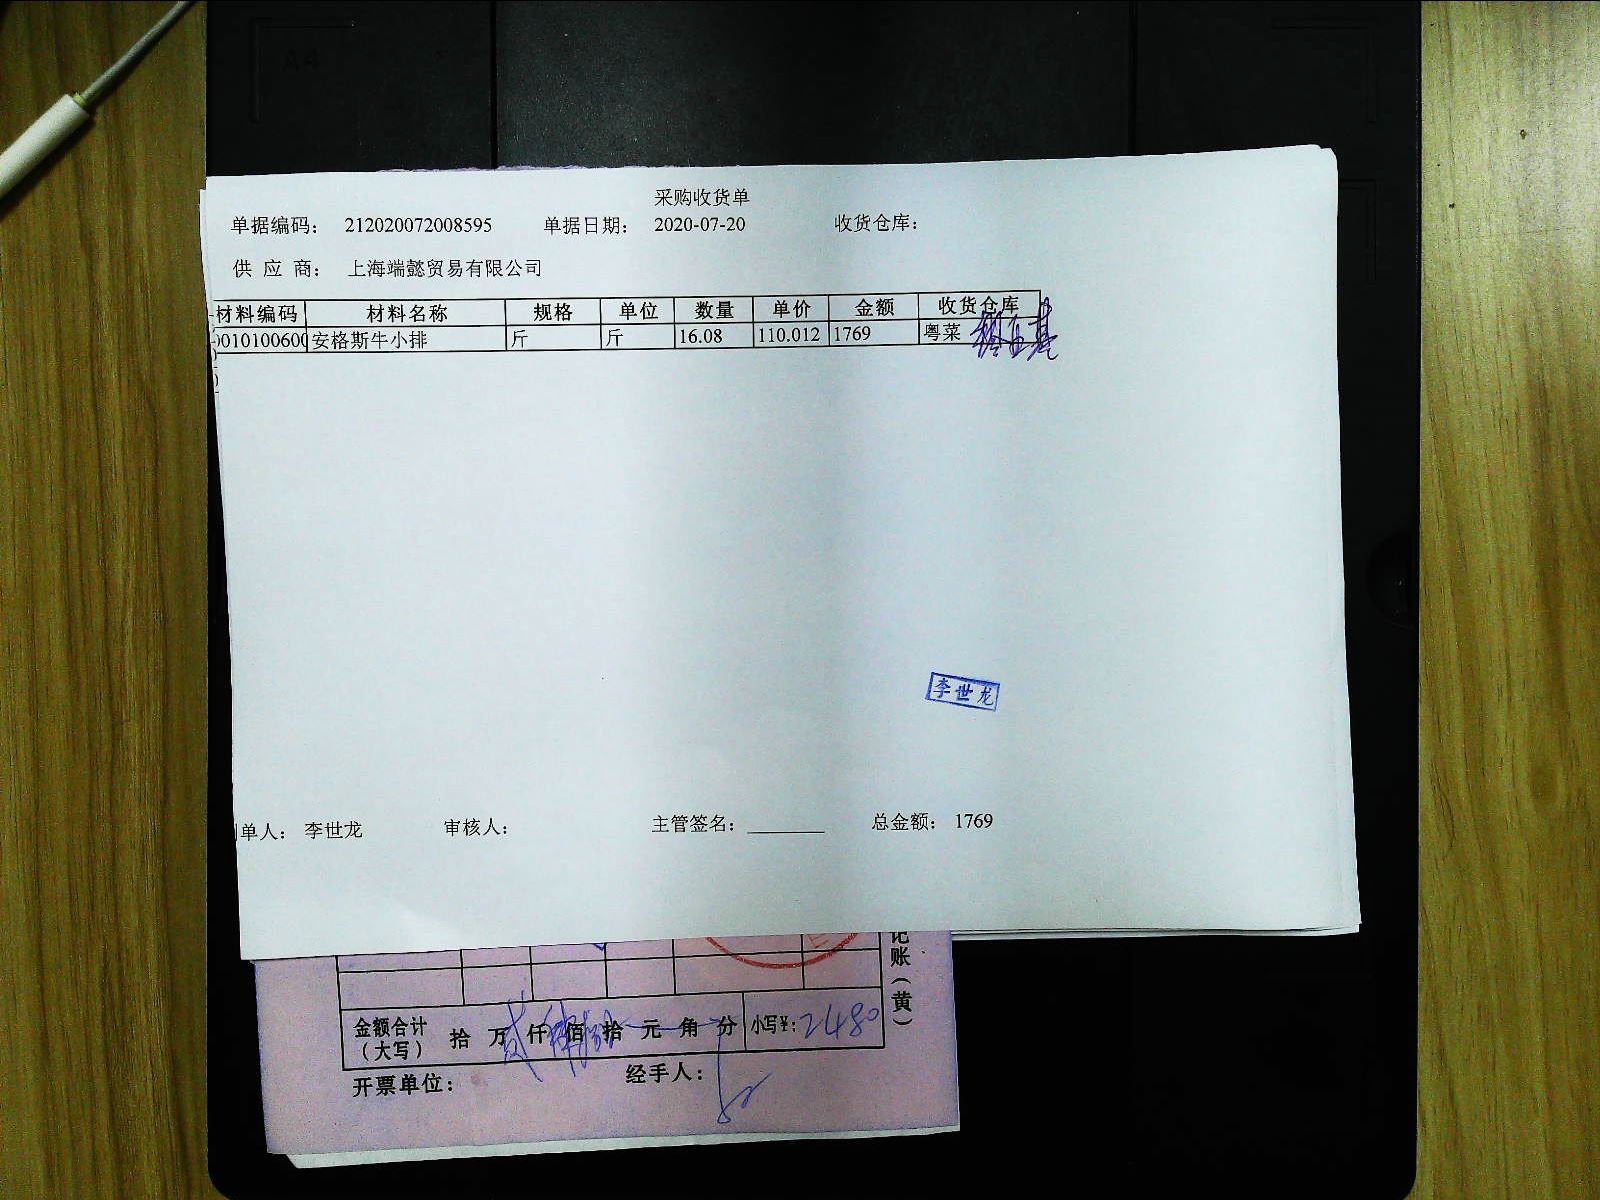 A4
采购收货单
单据编码： 212020072008595 单据日期： 2020-07-20 收货仓库：
供 应 商： 上海端懿贸易有限公司
材料编码 材料名称 规格 单位 数量 单价 金额 收货仓库
0010100600 安格斯牛小排 斤 斤 16.08 110.012 1769 粤菜
李世龙
单人： 李世龙 审核人： 主管签名： 总金额： 1769
记账（黄）
金额合计（大写） 拾 万 仟 佰 拾 元 角 分 小写¥：2480
开票单位： 经手人：